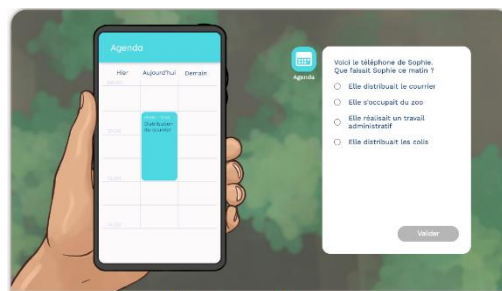 Agenda
Hier Aujourd'hui Demain
Distribution
du courrier
Agenda
Voici le téléphone de Sophie.
Que faisait Sophie ce matin ?
Elle distribuait le courrier
Elle s'occupait du zoo
Elle réalisait un travail
administratif
Elle distribuait les colis
Valider